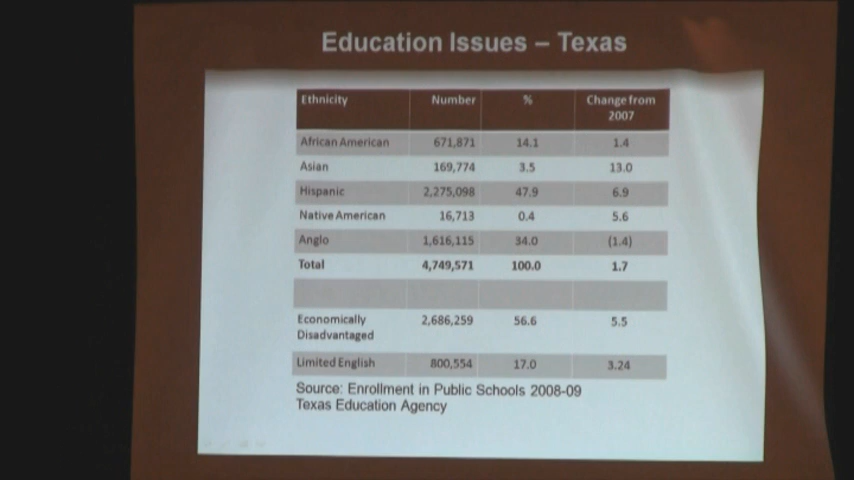 Education Issues – Texas
Ethnicity Number % Change from 2007
African American 671,871 14.1 1.4
Asian 169,774 3.5 13.0
Hispanic 2,275,098 47.9 6.9
Native American 16,713 0.4 5.6
Anglo 1,616,115 34.0 (1.4)
Total 4,749,571 100.0 1.7
Economically Disadvantaged 2,686,259 56.6 5.5
Limited English 800,554 17.0 3.24
Source: Enrollment in Public Schools 2008-09
Texas Education Agency